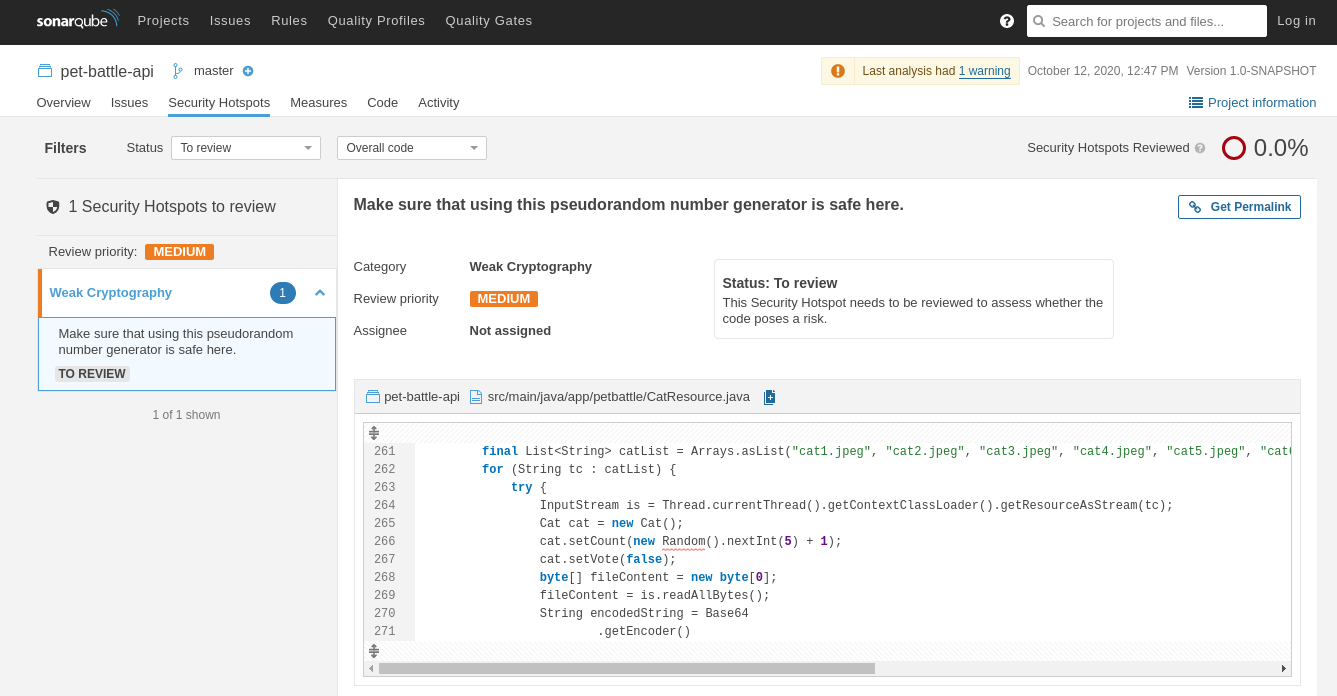 sonarqube Projects Issues Rules Quality Profiles Quality Gates ? Search for projects and files... Log in
pet-battle-api master Last analysis had 1 warning October 12, 2020, 12:47 PM Version 1.0-SNAPSHOT
Overview Issues Security Hotspots Measures Code Activity Project information
Filters Status To review Overall code Security Hotspots Reviewed ? 0.0%
1 Security Hotspots to review
Review priority: MEDIUM
Weak Cryptography 1
Make sure that using this pseudorandom
number generator is safe here.
TO REVIEW
1 of 1 shown
Make sure that using this pseudorandom number generator is safe here. Get Permalink
Category Weak Cryptography
Review priority MEDIUM
Assignee Not assigned
Status: To review
This Security Hotspot needs to be reviewed to assess whether the
code poses a risk.
pet-battle-api src/main/java/app/petbattle/CatResource.java
261 final List<String> catList = Arrays.asList("cat1.jpeg", "cat2.jpeg", "cat3.jpeg", "cat4.jpeg", "cat5.jpeg", "cat
262 for (String tc : catList) {
263 try {
264 InputStream is = Thread.currentThread().getContextClassLoader().getResourceAsStream(tc);
265 Cat cat = new Cat();
266 cat.setCount(new Random().nextInt(5) + 1);
267 cat.setVote(false);
268 byte[] fileContent = new byte[0];
269 fileContent = is.readAllBytes();
270 String encodedString = Base64
271 .getEncoder()